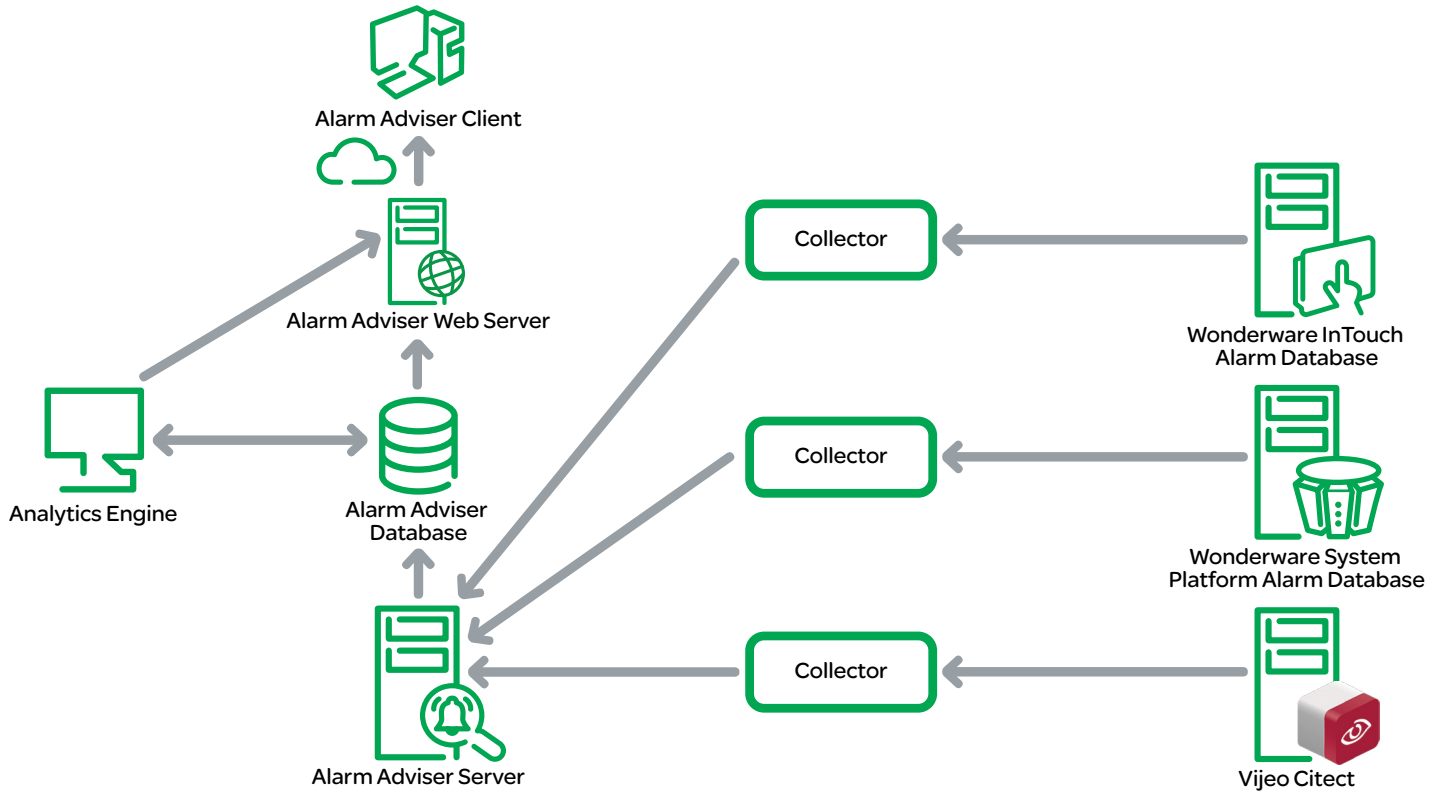 Alarm Adviser Client
Collector
Alarm Adviser Web Server
Wonderware InTouch
Alarm Database
Collector
Analytics Engine
Alarm Adviser
Database
Wonderware System
Platform Alarm Database
Collector
Alarm Adviser Server
Vijeo Citect